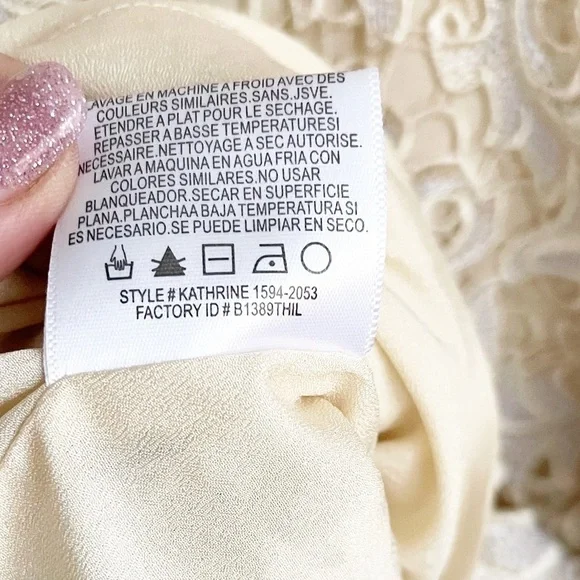 LAVAGE EN MACHINE A FROID AVEC DES
COULEURS SIMILAIRES.SANS.JSVE.
ETENDRE A PLAT POUR LE SECHAGE.
REPASSER A BASSE TEMPERATURESI
NECESSAIRE.NETTOYAGE A SEC AUTORISE.
LAVAR A MAQUINA EN AGUA FRIA CON
COLORES SIMILARES.NO USAR
BLANQUEADOR.SECAR EN SUPERFICIE
PLANA.PLANCHAA BAJA TEMPERATURA SI
ES NECESARIO.SE PUEDE LIMPIAR EN SECO.
STYLE # KATHRINE 1594-2053
FACTORY ID # B1389THIL